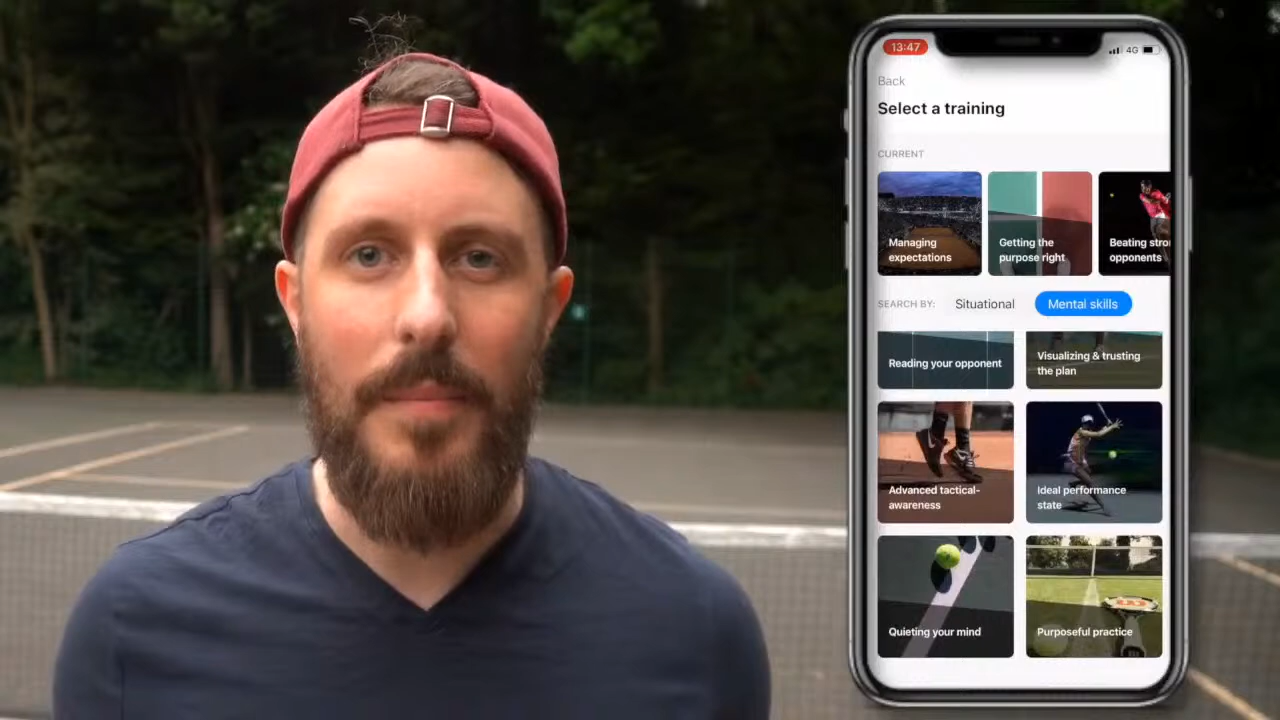 13:47
4G
Back
Select a training
CURRENT
Managing
expectations
Getting the
purpose right
Beating stro
opponents
SEARCH BY:
Situational
Mental skills
Reading your opponent
Visualizing & trusting
the plan
Advanced tactical-
awareness
Ideal performance
state
Quieting your mind
Purposeful practice